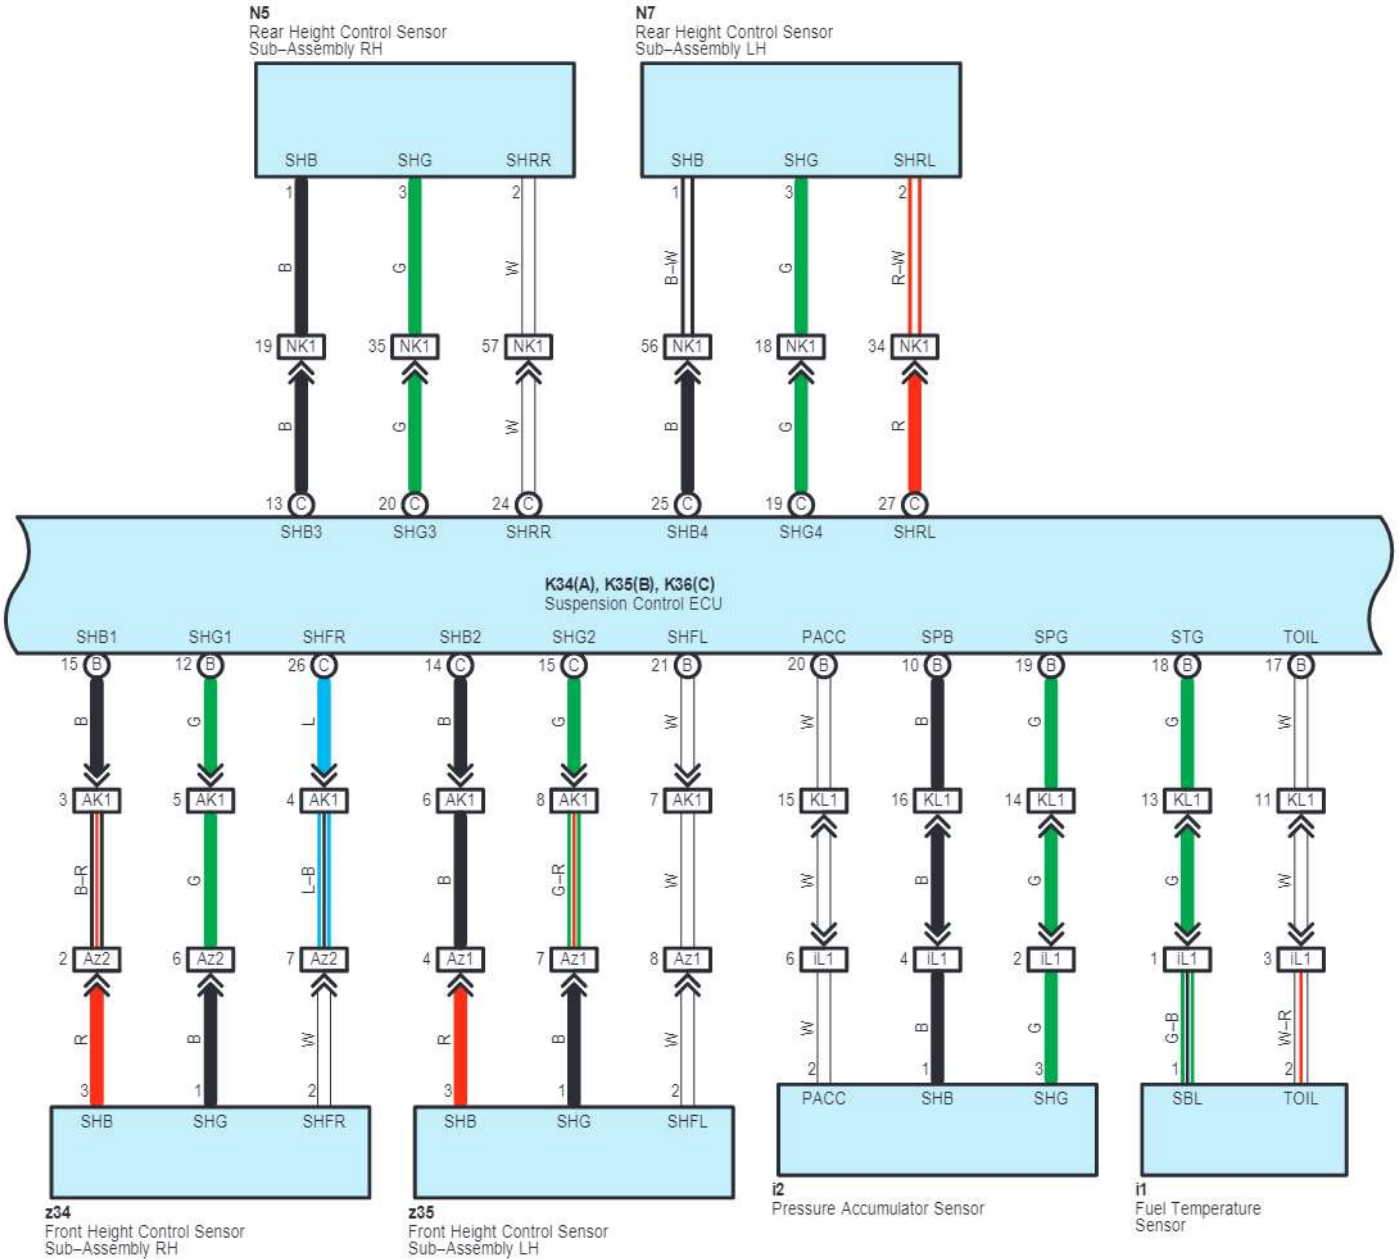 N5
Rear Height Control Sensor
Sub–Assembly RH
N7
Rear Height Control Sensor
Sub–Assembly LH
SHB SHG SHRR SHB SHG SHRL
1 3 2 1 3 2
B G W B–W G R–W
19 NK1 35 NK1 57 NK1 56 NK1 18 NK1 34 NK1
B G W B G R
13 C 20 C 24 C 25 C 19 C 27 C
SHB3 SHG3 SHRR SHB4 SHG4 SHRL
K34(A), K35(B), K36(C)
Suspension Control ECU
SHB1 SHG1 SHFR SHB2 SHG2 SHFL PACC SPB SPG STG TOIL
15 B 12 B 26 C 14 C 15 C 21 B 20 B 10 B 19 B 18 B 17 B
B G L B G W W B G G W
3 AK1 5 AK1 4 AK1 6 AK1 8 AK1 7 AK1 15 KL1 16 KL1 14 KL1 13 KL1 11 KL1
B–R G L–B B G–R W W B G G W
2 Az2 6 Az2 7 Az2 4 Az1 7 Az1 8 Az1 6 iL1 4 iL1 2 iL1 1 iL1 3 iL1
R B W R B W W B G G–B W–R
3 1 2 3 1 2 2 1 3 1 2
SHB SHG SHFR SHB SHG SHFL PACC SHB SHG SBL TOIL
z34
Front Height Control Sensor
Sub–Assembly RH
z35
Front Height Control Sensor
Sub–Assembly LH
i2
Pressure Accumulator Sensor
i1
Fuel Temperature
Sensor